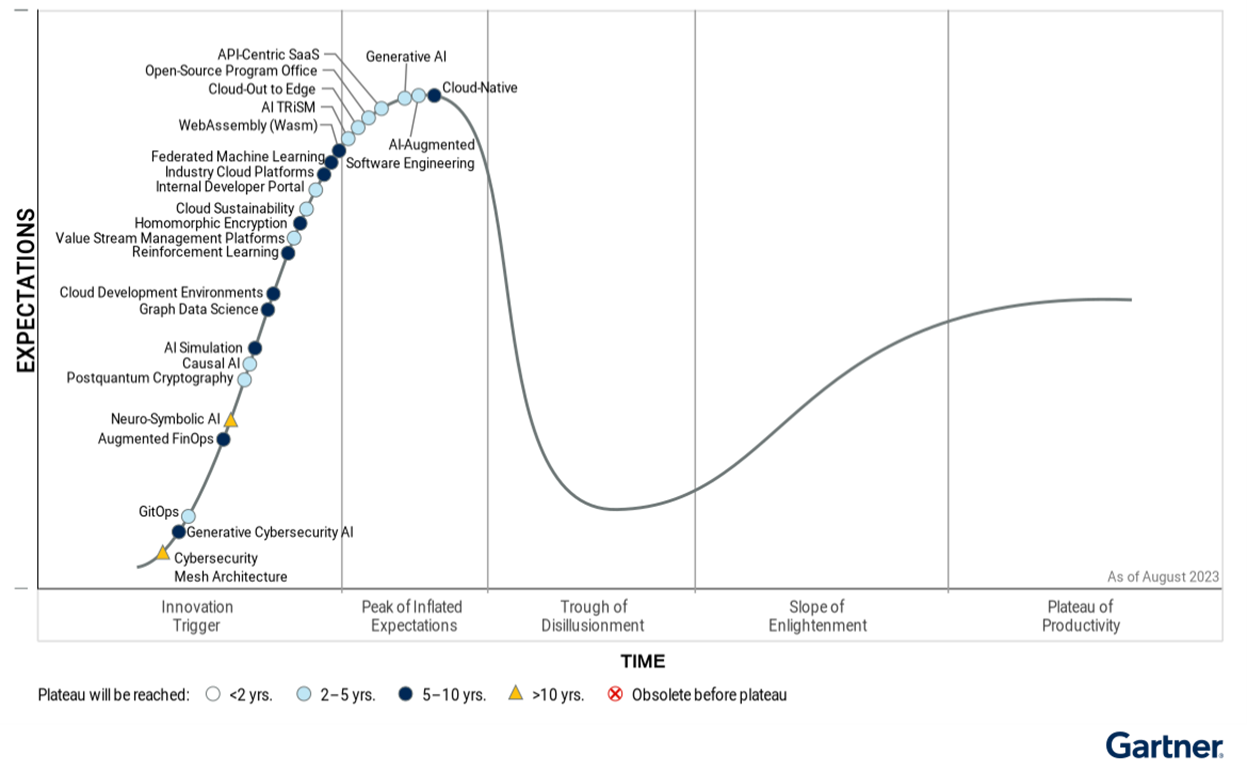 API-Centric SaaS
Generative AI
Open-Source Program Office
Cloud-Out to Edge
Cloud-Native
AI TRiSM
WebAssembly (Wasm)
AI-Augmented
Software Engineering
Federated Machine Learning
Industry Cloud Platforms
Internal Developer Portal
Cloud Sustainability
Homomorphic Encryption
Value Stream Management Platforms
Reinforcement Learning
Cloud Development Environments
Graph Data Science
AI Simulation
Causal AI
Postquantum Cryptography
Neuro-Symbolic AI
Augmented FinOps
GitOps
Generative Cybersecurity AI
Cybersecurity
Mesh Architecture
EXPECTATIONS
As of August 2023
Innovation
Trigger
Peak of Inflated
Expectations
Trough of
Disillusionment
Slope of
Enlightenment
Plateau of
Productivity
TIME
Plateau will be reached: <2 yrs. 2–5 yrs. 5–10 yrs. >10 yrs. Obsolete before plateau
Gartner